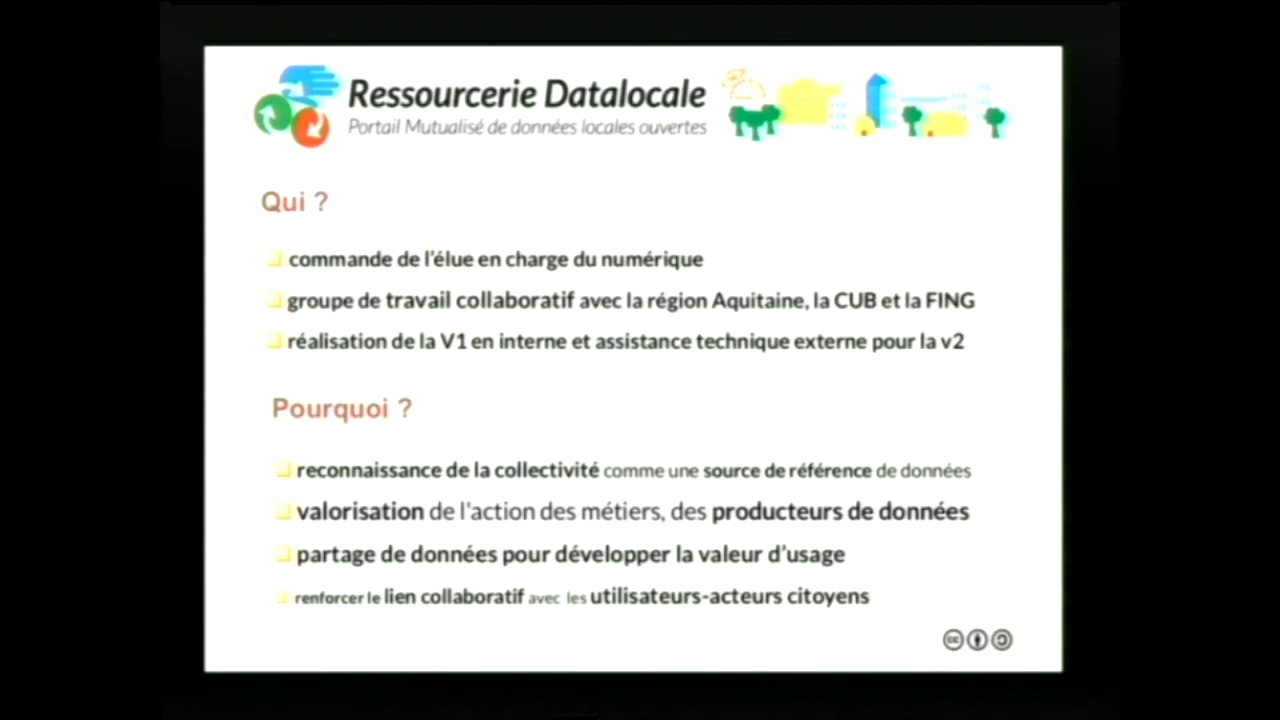 Ressourcerie Datalocale
Portail Mutualisé de données locales ouvertes
Qui ?
commande de l'élue en charge du numérique
groupe de travail collaboratif avec la région Aquitaine, la CUB et la FING
réalisation de la V1 en interne et assistance technique externe pour la v2
Pourquoi ?
reconnaissance de la collectivité comme une source de référence de données
valorisation de l'action des métiers, des producteurs de données
partage de données pour développer la valeur d'usage
renforcer le lien collaboratif avec les utilisateurs-acteurs citoyens
cc